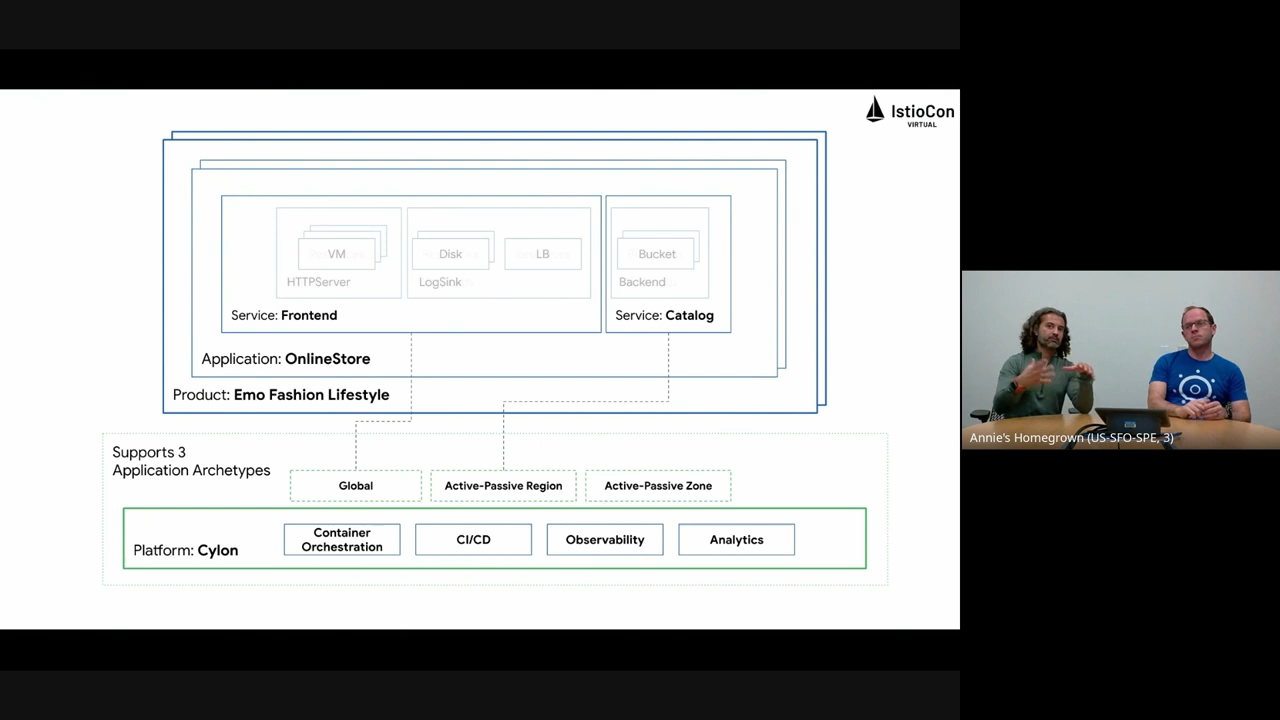 IstioCon
VIRTUAL
VM
Disk
LB
Bucket
HTTPServer
LogSink
Backend
Service: Frontend
Service: Catalog
Application: OnlineStore
Product: Emo Fashion Lifestyle
Supports 3
Application Archetypes
Global
Active-Passive Region
Active-Passive Zone
Platform: Cylon
Container
Orchestration
CI/CD
Observability
Analytics
Annie's Homegrown (US-SFO-SPE, 3)